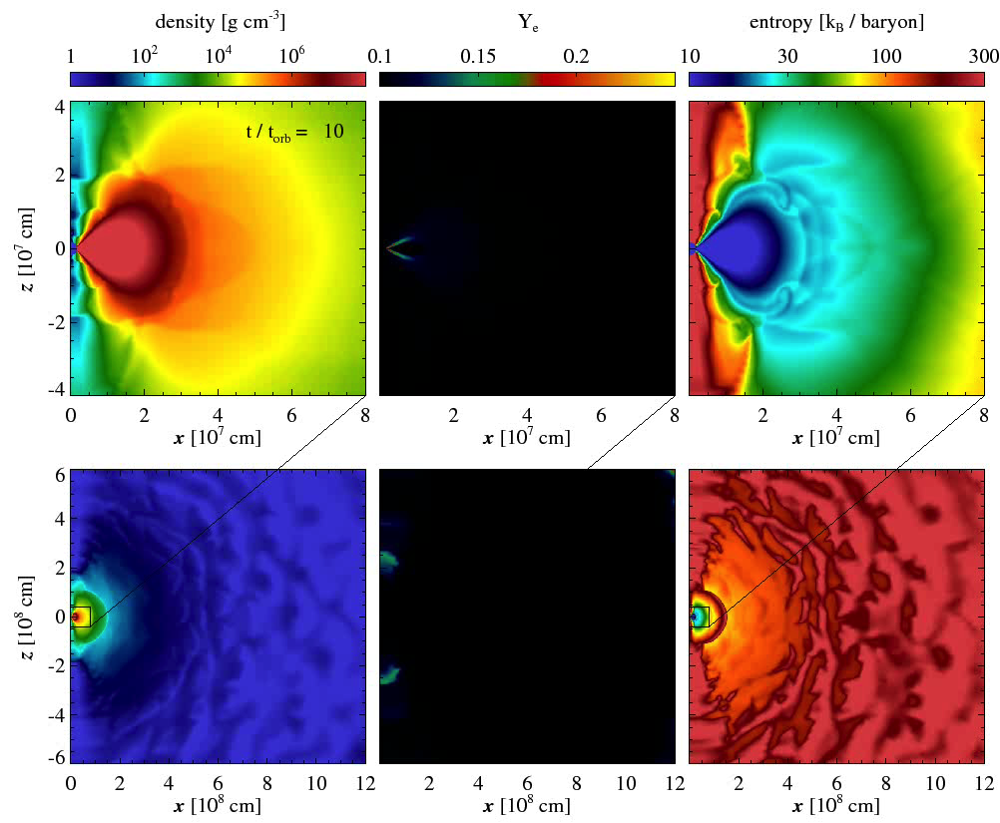 density [g cm⁻³] Yₑ entropy [k_B / baryon]
1 10² 10⁴ 10⁶ 0.1 0.15 0.2 10 30 100 300
4
t / t_orb = 10
2
0
-2
-4
z [10⁷ cm]
0 2 4 6 8 2 4 6 8 2 4 6 8
x [10⁷ cm] x [10⁷ cm] x [10⁷ cm]
6
4
2
0
-2
-4
-6
z [10⁸ cm]
0 2 4 6 8 10 12 2 4 6 8 10 12 2 4 6 8 10 12
x [10⁸ cm] x [10⁸ cm] x [10⁸ cm]